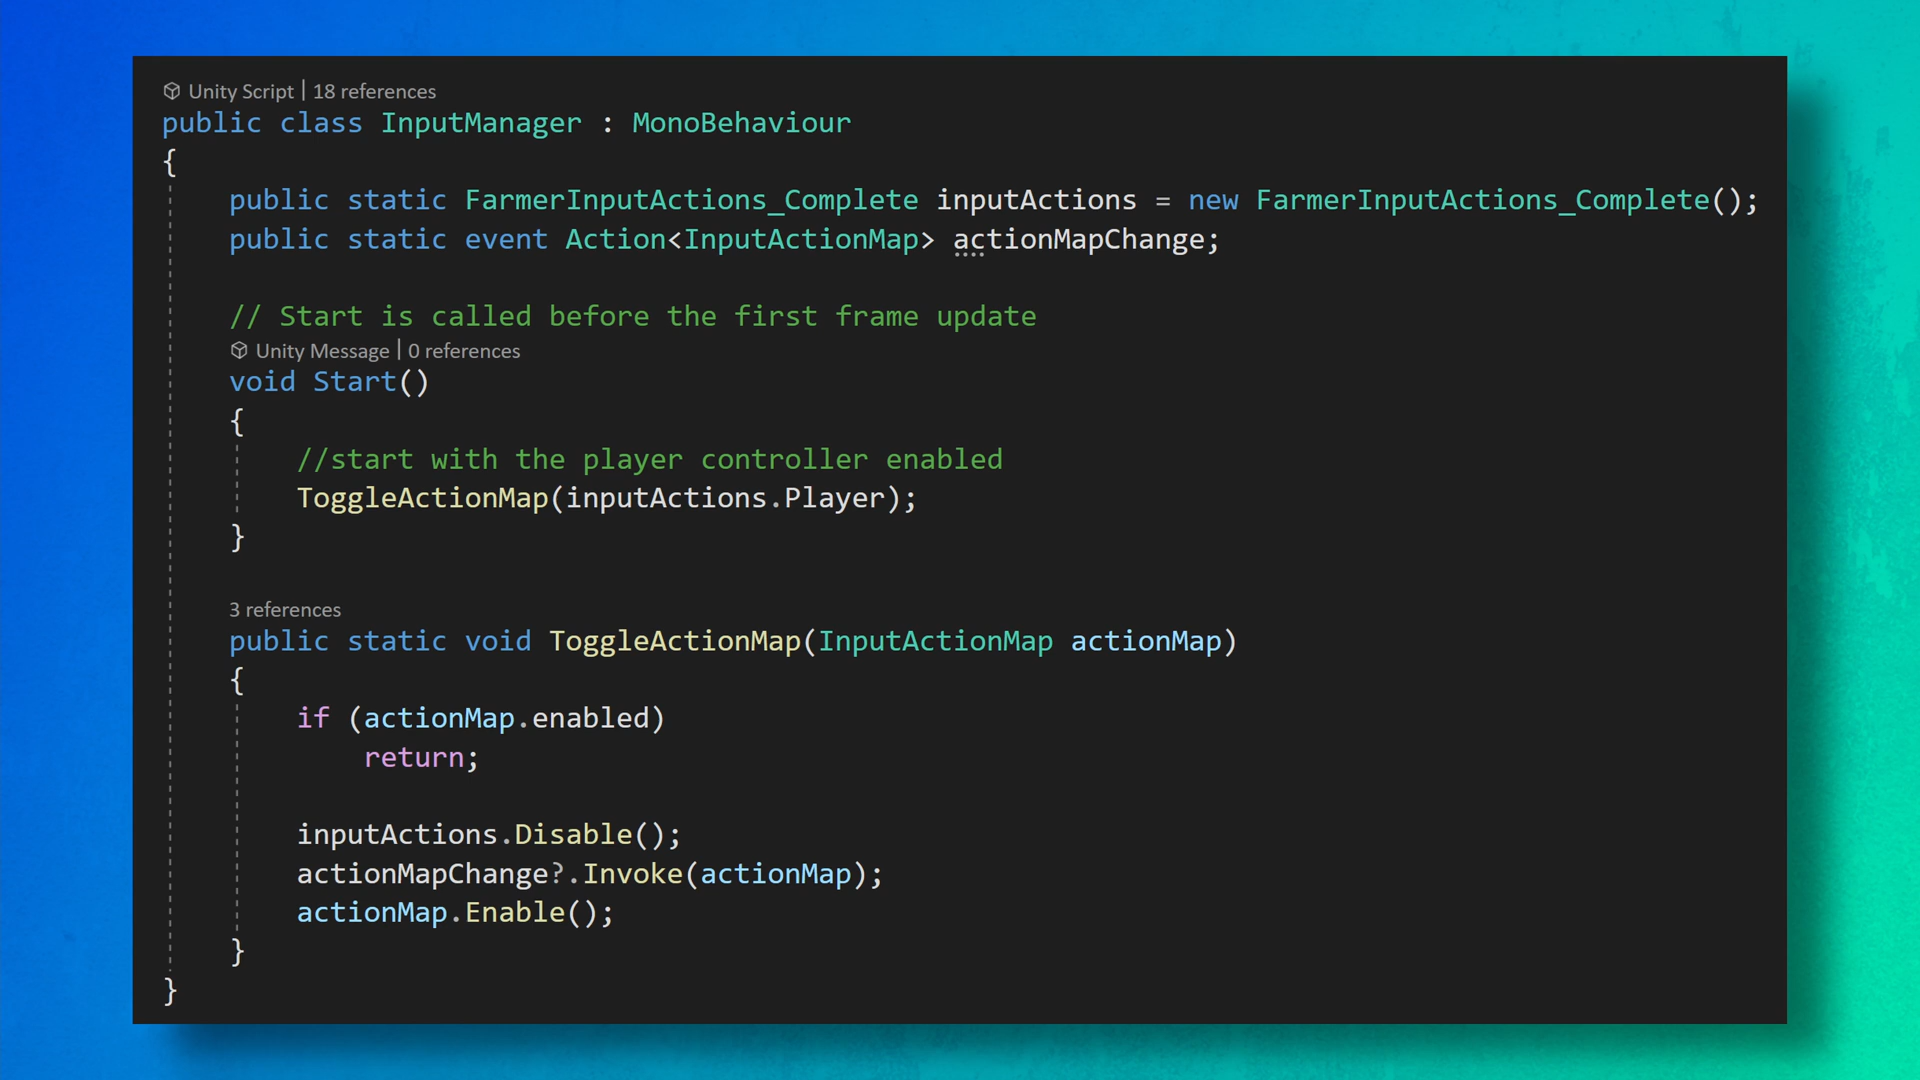 Unity Script | 18 references
public class InputManager : MonoBehaviour
{
    public static FarmerInputActions_Complete inputActions = new FarmerInputActions_Complete();
    public static event Action<InputActionMap> actionMapChange;

    // Start is called before the first frame update
    Unity Message | 0 references
    void Start()
    {
        //start with the player controller enabled
        ToggleActionMap(inputActions.Player);
    }

    3 references
    public static void ToggleActionMap(InputActionMap actionMap)
    {
        if (actionMap.enabled)
            return;

        inputActions.Disable();
        actionMapChange?.Invoke(actionMap);
        actionMap.Enable();
    }
}